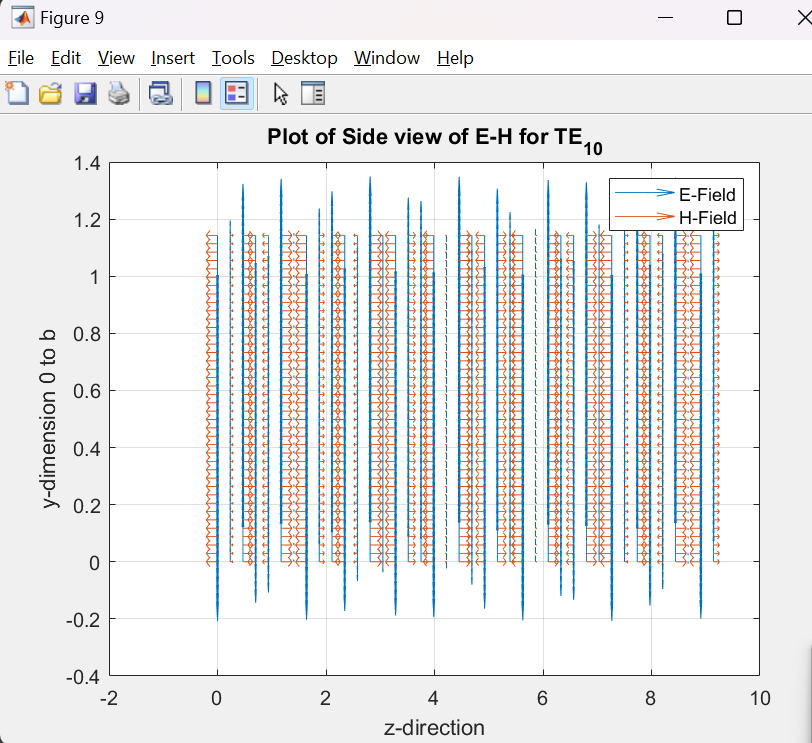 Figure 9
File Edit View Insert Tools Desktop Window Help
Plot of Side view of E-H for TE10
E-Field
H-Field
1.4
1.2
1
0.8
0.6
0.4
0.2
0
-0.2
-0.4
y-dimension 0 to b
-2 0 2 4 6 8 10
z-direction